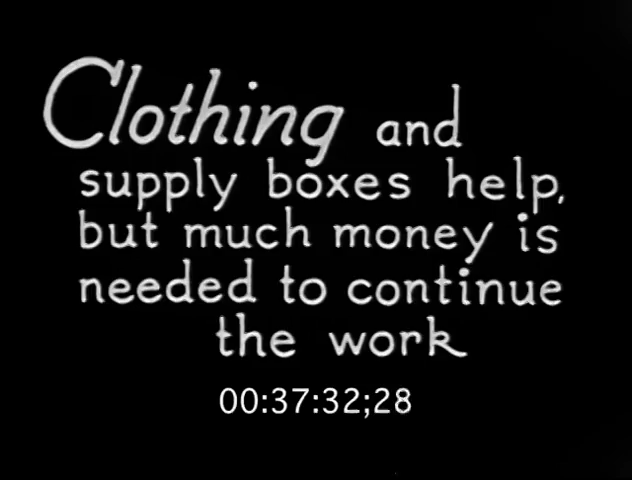 Clothing and
supply boxes help,
but much money is
needed to continue
the work
00:37:32;28